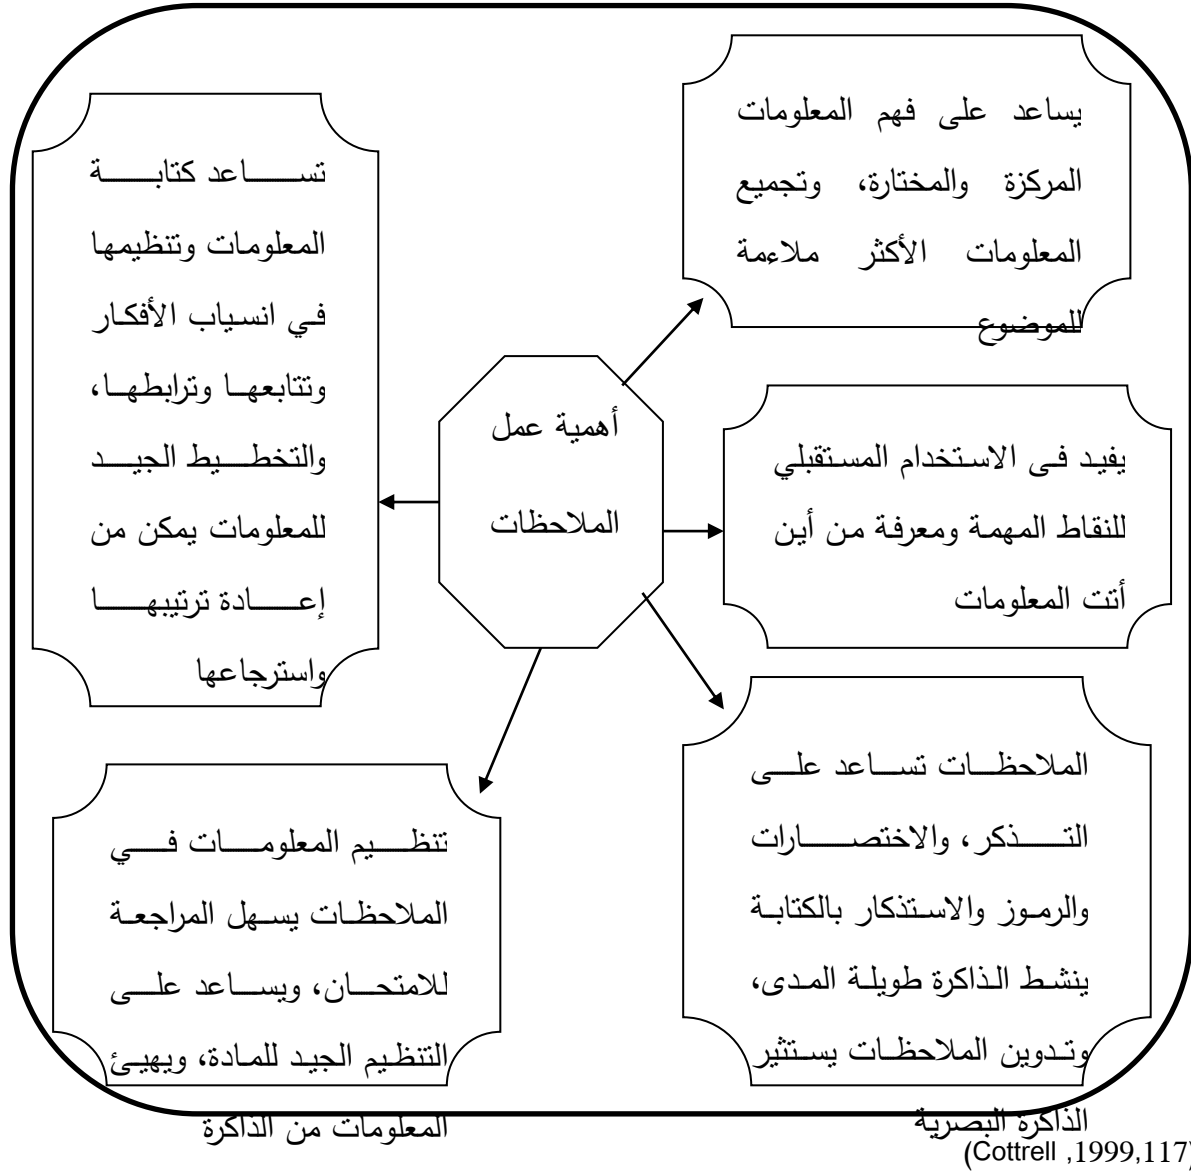 يساعد على فهم المعلومات
المركزة والمختارة، وتجميع
المعلومات الأكثر ملاءمة
للموضوع
تساعد كتابة
المعلومات وتنظيمها
في انسياب الأفكار
وتتابعها وترابطها،
والتخطيط الجيد
للمعلومات يمكن من
إعادة ترتيبها
واسترجاعها
أهمية عمل
الملاحظات
يفيد فى الاستخدام المستقبلي
للنقاط المهمة ومعرفة من أين
أتت المعلومات
الملاحظات تساعد على
التذكر، والاختصارات
والرموز والاستذكار بالكتابة
ينشط الذاكرة طويلة المدى،
وتدوين الملاحظات يستثير
الذاكرة البصرية
تنظيم المعلومات في
الملاحظات يسهل المراجعة
للامتحان، ويساعد على
التنظيم الجيد للمادة، ويهيئ
المعلومات من الذاكرة
(Cottrell ,1999,117)